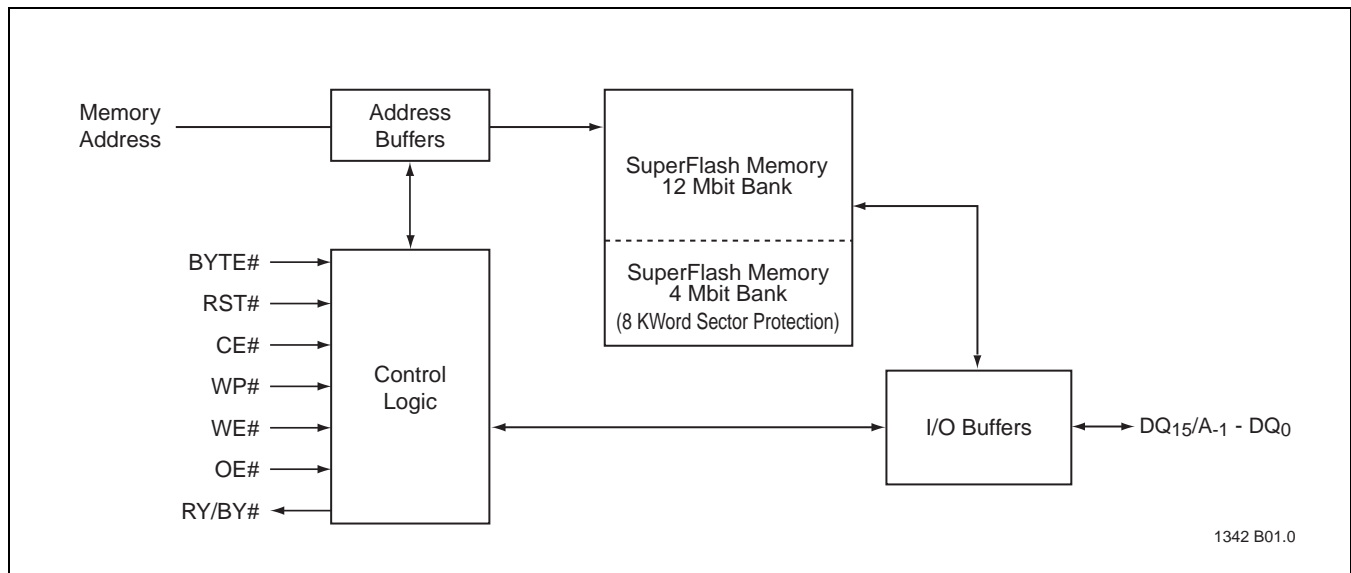 Memory
Address
Address
Buffers
SuperFlash Memory
12 Mbit Bank
SuperFlash Memory
4 Mbit Bank
(8 KWord Sector Protection)
BYTE#
RST#
CE#
WP#
WE#
OE#
RY/BY#
Control
Logic
I/O Buffers
DQ15/A-1 - DQ0
1342 B01.0